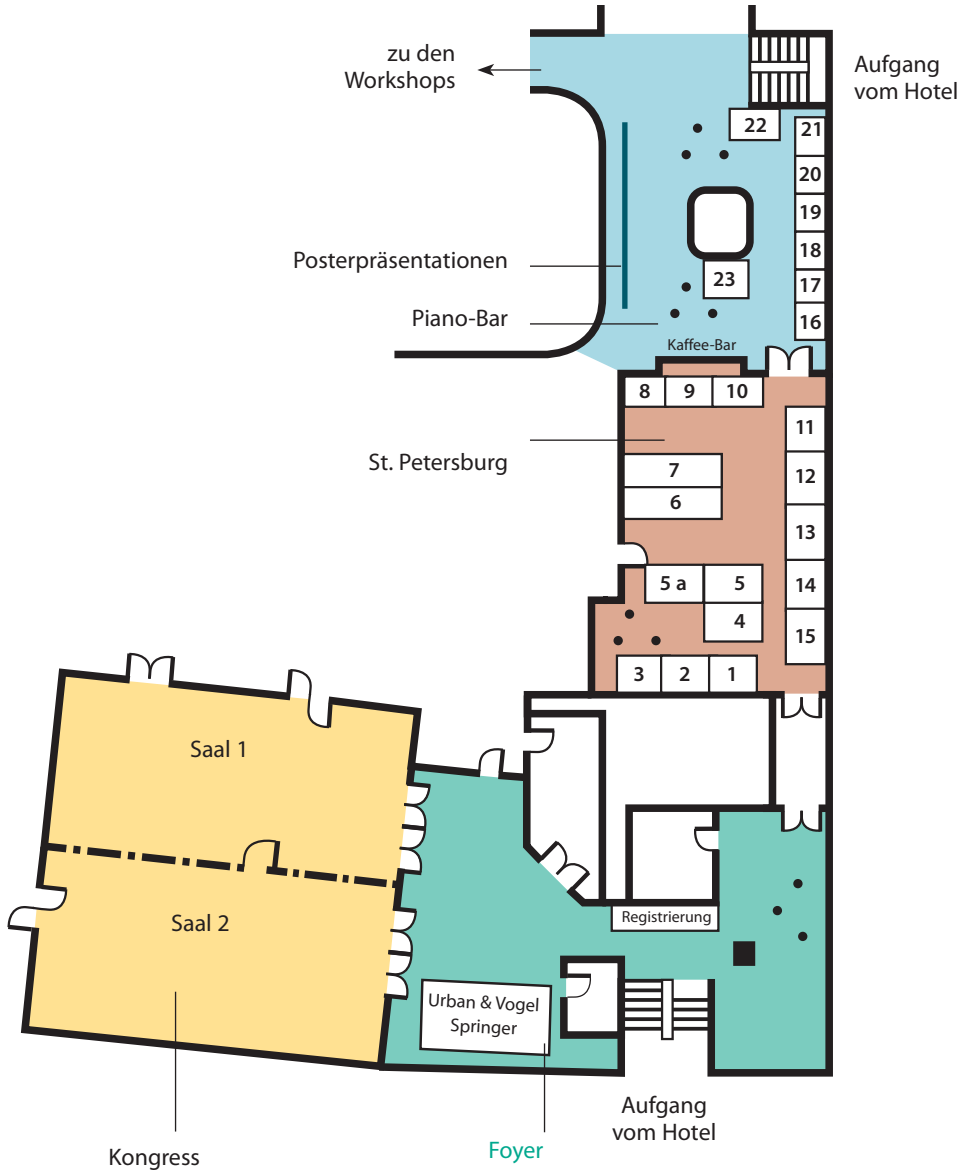 zu den
Workshops
Aufgang
vom Hotel
22
21
20
19
18
17
16
23
Posterpräsentationen
Piano-Bar
Kaffee-Bar
8
9
10
11
St. Petersburg
7
12
6
13
5 a
5
14
4
15
3
2
1
Saal 1
Saal 2
Registrierung
Urban & Vogel
Springer
Aufgang
vom Hotel
Foyer
Kongress